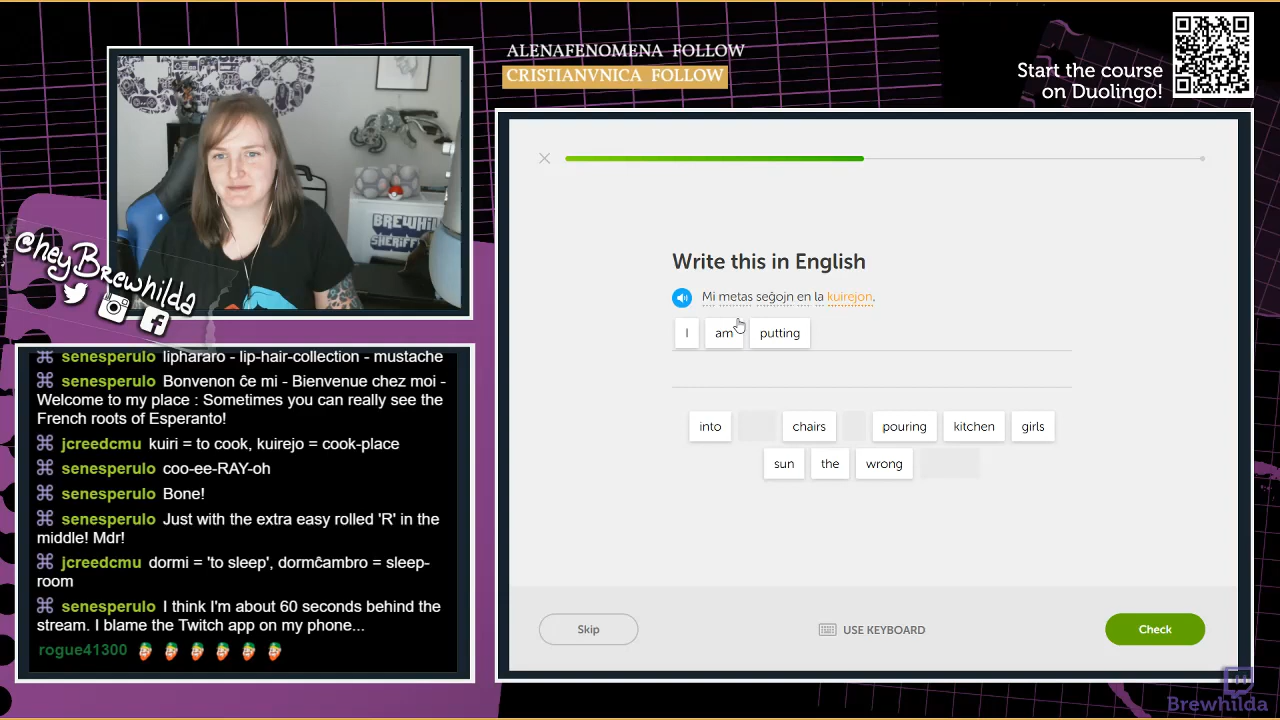 ALENAFENOMENA FOLLOW
CRISTIANVNICA FOLLOW
Start the course
on Duolingo!
BREWHIL
SHERIFF
@heyBrewhilda
Write this in English
Mi metas seĝojn en la kuirejon.
I am putting
into chairs pouring kitchen girls
sun the wrong
Skip
USE KEYBOARD
Check
liphararo - lip-hair-collection - mustache
senesperulo Bonvenon ĉe mi - Bienvenue chez moi -
Welcome to my place : Sometimes you can really see the
French roots of Esperanto!
jcreedcmu kuiri = to cook, kuirejo = cook-place
senesperulo coo-ee-RAY-oh
senesperulo Bone!
senesperulo Just with the extra easy rolled 'R' in the
middle! Mdr!
jcreedcmu dormi = 'to sleep', dormĉambro = sleep-
room
senesperulo I think I'm about 60 seconds behind the
stream. I blame the Twitch app on my phone...
rogue41300
Brewhilda